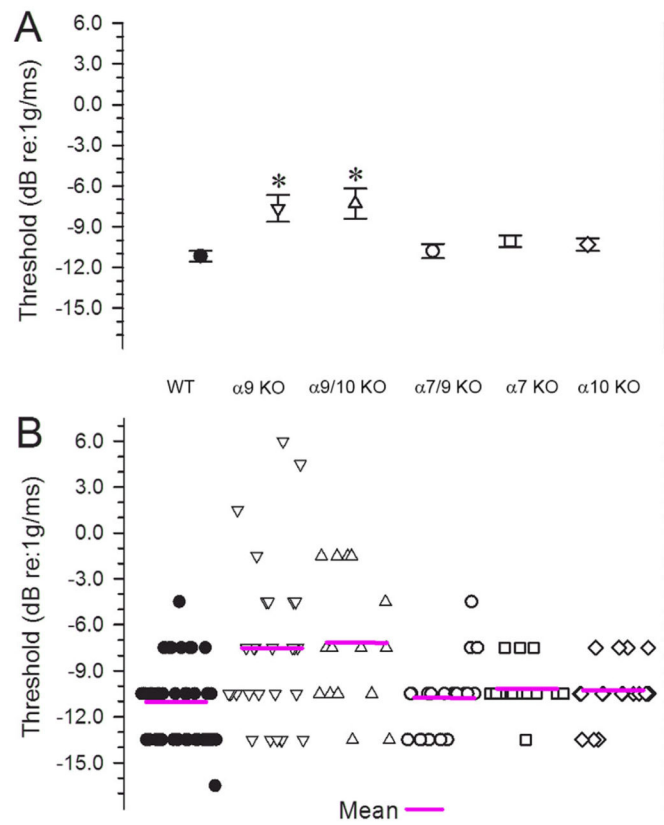 A
6.0
3.0
0.0
-3.0
-6.0
-9.0
-12.0
-15.0
Threshold (dB re:1g/ms)
* *
WT α9 KO α9/10 KO α7/9 KO α7 KO α10 KO
B
6.0
3.0
0.0
-3.0
-6.0
-9.0
-12.0
-15.0
Threshold (dB re:1g/ms)
Mean